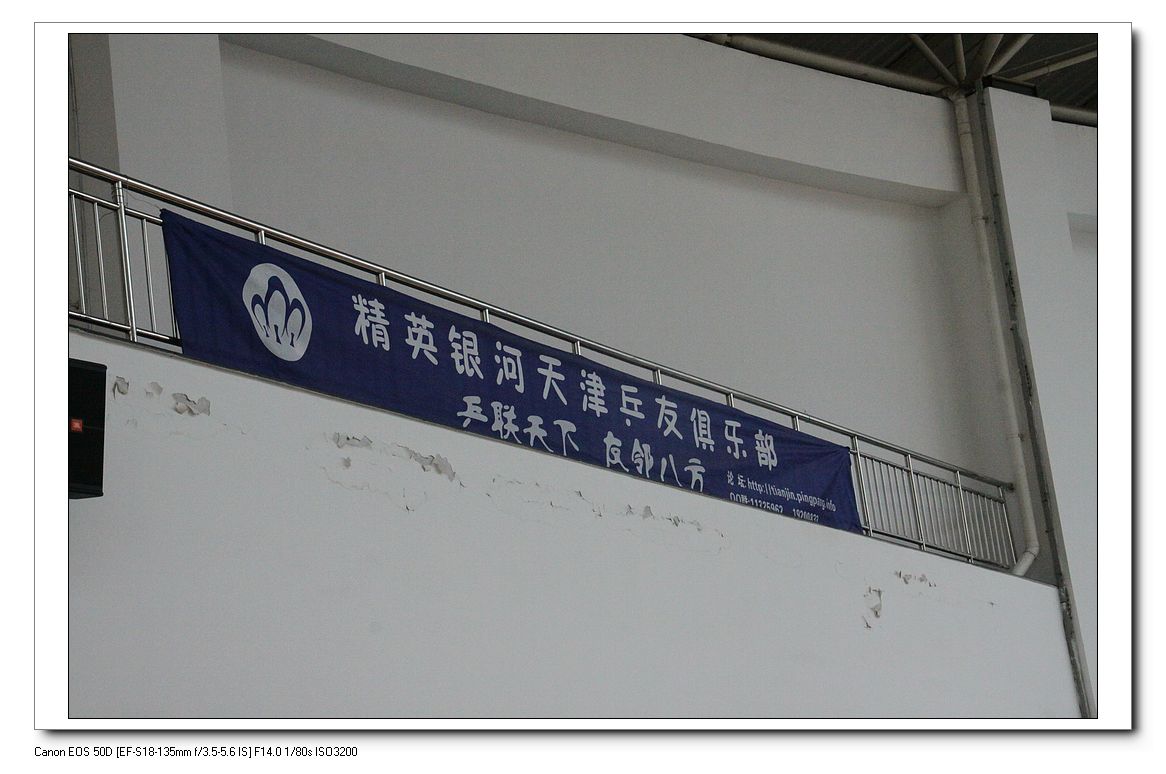 精英银河天津乒友俱乐部
乒联天下 友邻八方
论坛:http://tianjin.pingpang.info
Canon EOS 50D [EF-S18-135mm f/3.5-5.6 IS] F14.0 1/80s ISO3200